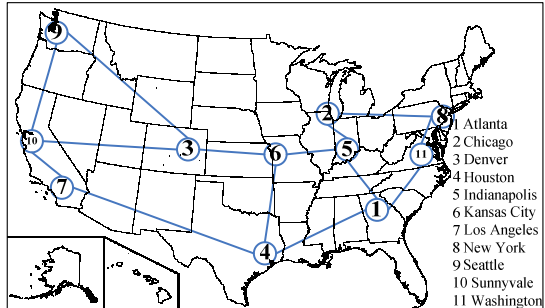 9
2
8
10
3
6
5
11
7
1
4
1 Atlanta
2 Chicago
3 Denver
4 Houston
5 Indianapolis
6 Kansas City
7 Los Angeles
8 New York
9 Seattle
10 Sunnyvale
11 Washington